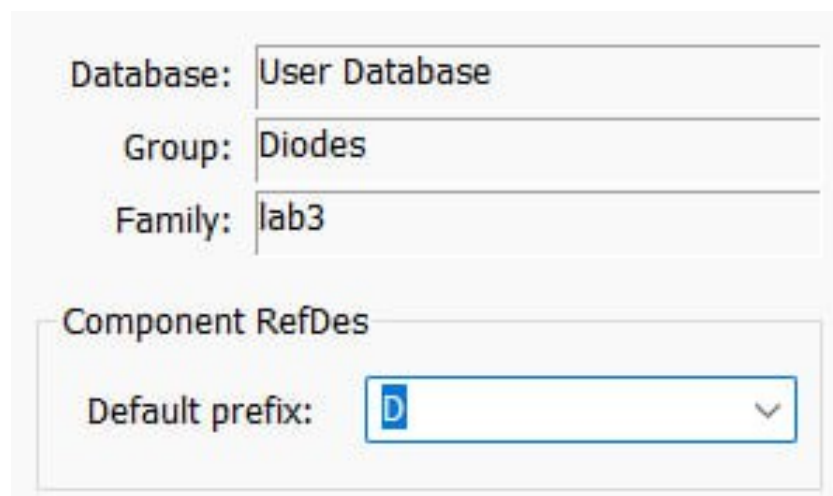 Database: User Database
Group: Diodes
Family: lab3
Component RefDes
Default prefix: D